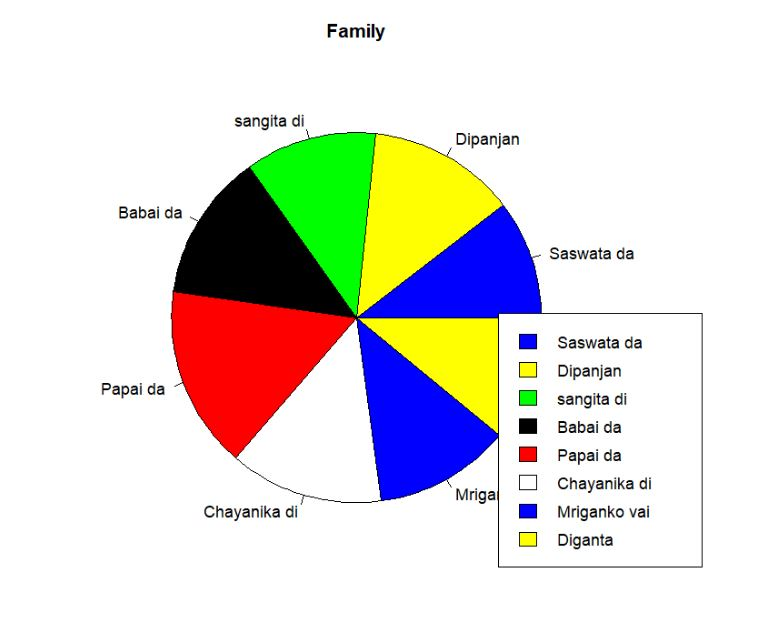 Family
sangita di
Dipanjan
Babai da
Saswata da
Papai da
Chayanika di
Saswata da
Dipanjan
sangita di
Babai da
Papai da
Chayanika di
Mriganko vai
Diganta